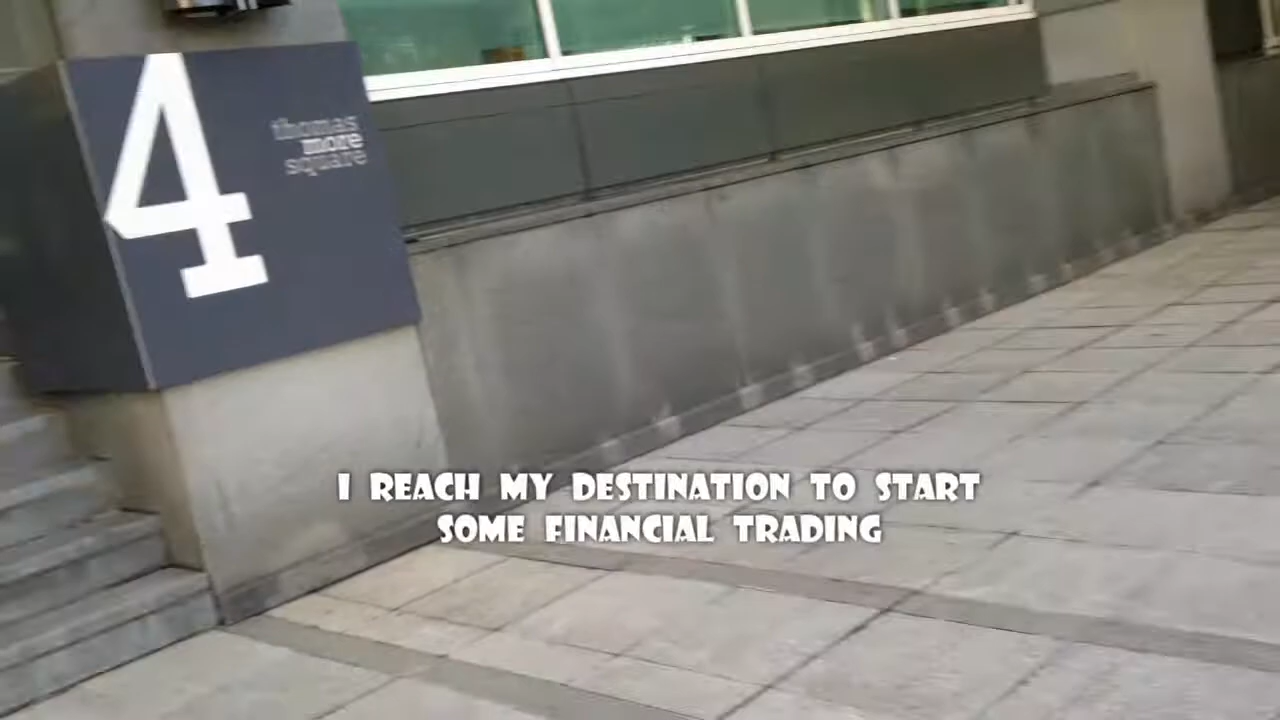 4
thomas
more
square
I REACH MY DESTINATION TO START
SOME FINANCIAL TRADING